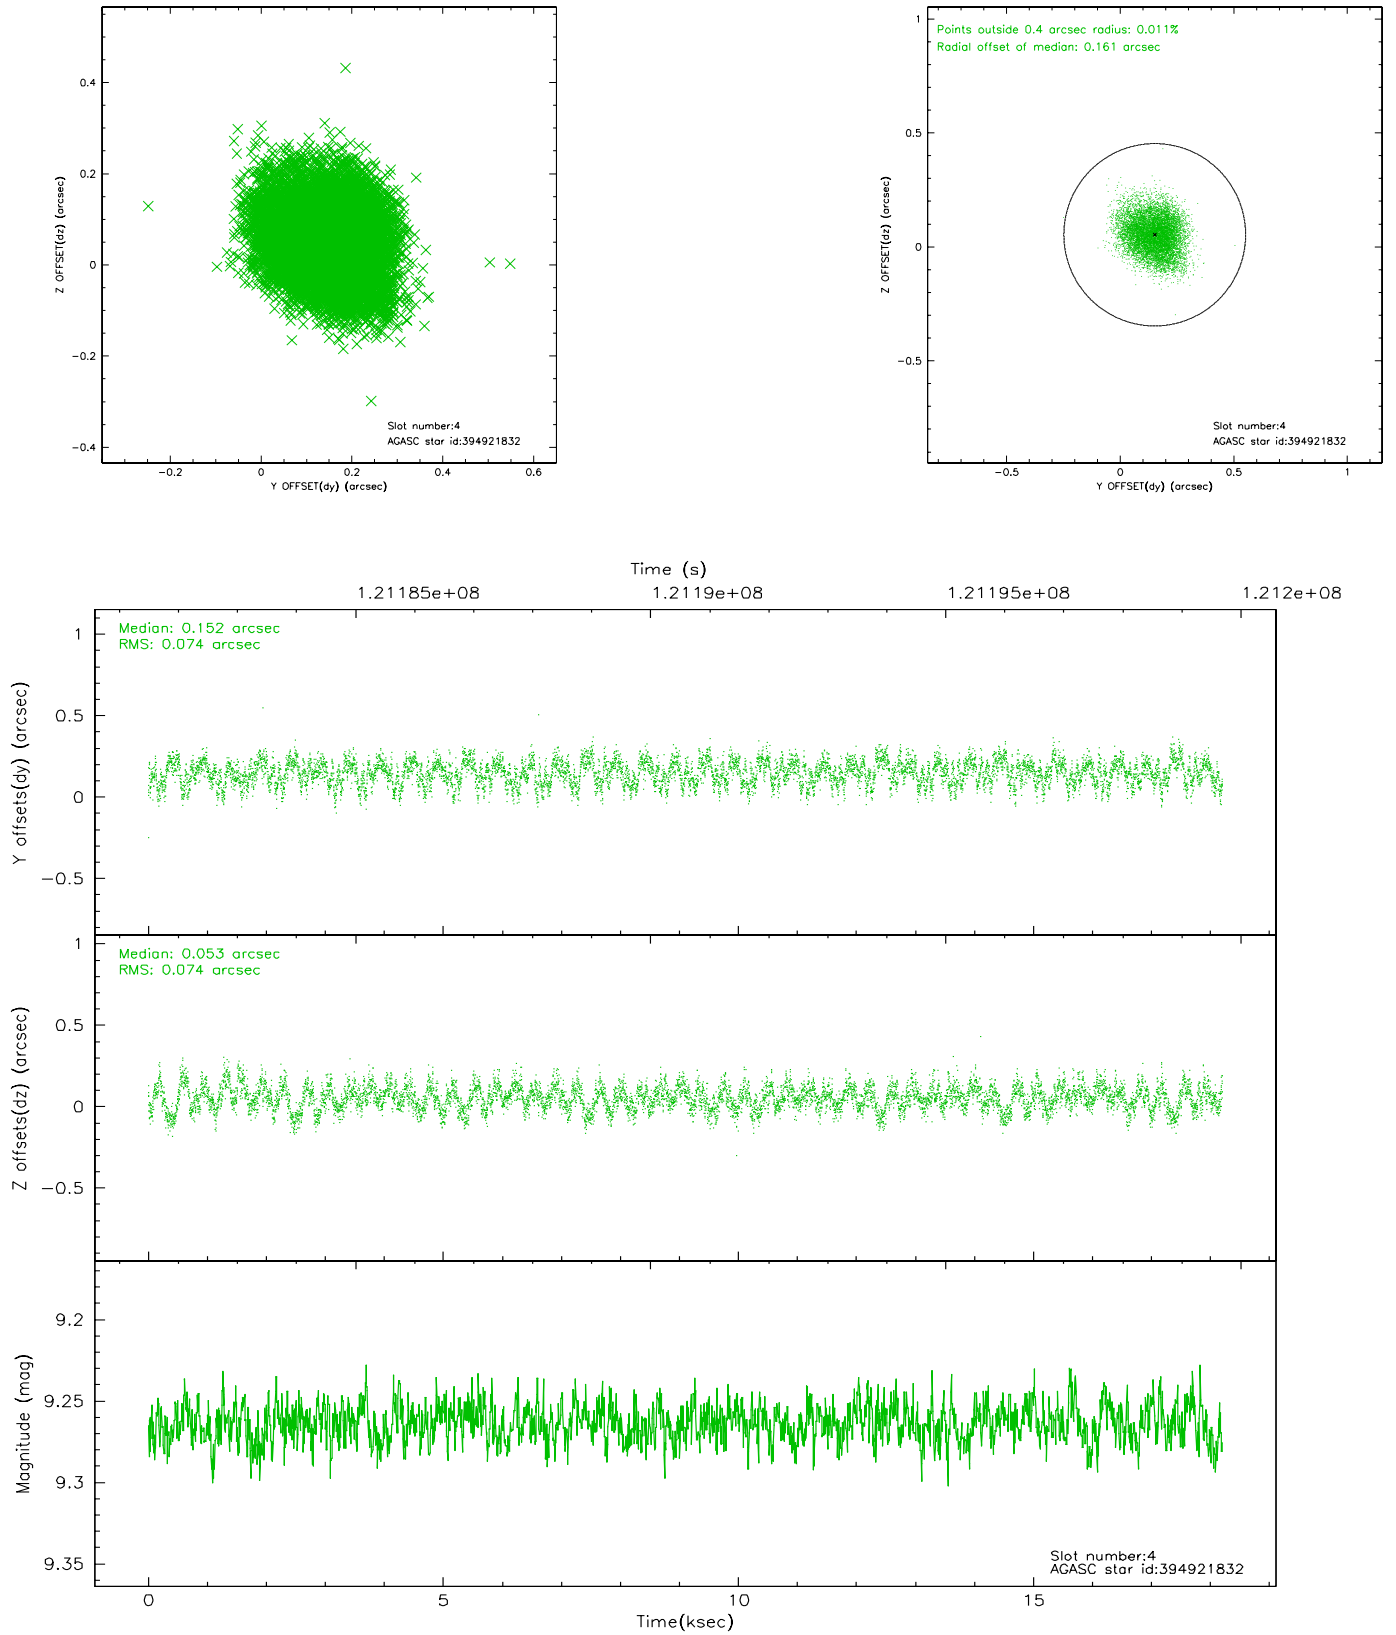 0.4
0.2
0
−0.2
−0.4
Z OFFSET(dz) (arcsec)
Slot number:4
AGASC star id:394921832
−0.2 0 0.2 0.4 0.6
Y OFFSET(dy) (arcsec)
Points outside 0.4 arcsec radius: 0.011%
Radial offset of median: 0.161 arcsec
1
0.5
0
−0.5
Z OFFSET(dz) (arcsec)
Slot number:4
AGASC star id:394921832
−0.5 0 0.5 1
Y OFFSET(dy) (arcsec)
Time (s)
1.21185e+08 1.2119e+08 1.21195e+08 1.212e+08
Median: 0.152 arcsec
RMS: 0.074 arcsec
1
0.5
0
−0.5
Y offsets(dy) (arcsec)
Median: 0.053 arcsec
RMS: 0.074 arcsec
1
0.5
0
−0.5
Z offsets(dz) (arcsec)
9.2
9.25
9.3
9.35
Magnitude (mag)
Slot number:4
AGASC star id:394921832
0 5 10 15
Time(ksec)